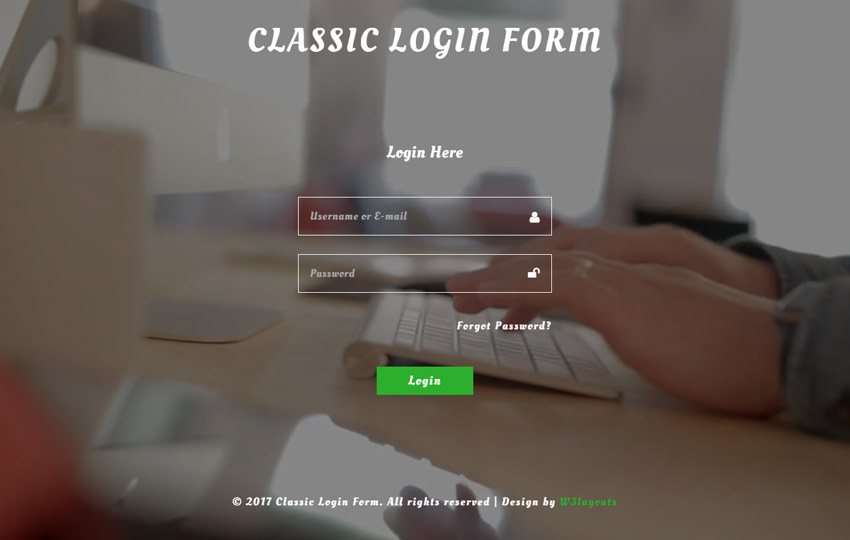 CLASSIC LOGIN FORM
Login Here
Username or E-mail
Password
Forgot Password?
Login
© 2017 Classic Login Form. All rights reserved | Design by W3layouts